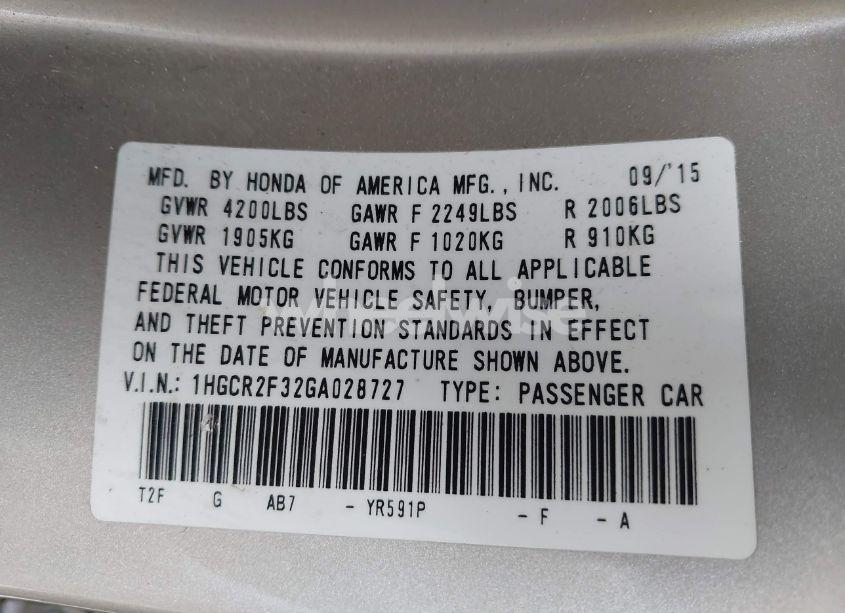 MFD. BY HONDA OF AMERICA MFG., INC. 09/'15
GVWR 4200LBS GAWR F 2249LBS R 2006LBS
GVWR 1905KG GAWR F 1020KG R 910KG
THIS VEHICLE CONFORMS TO ALL APPLICABLE
FEDERAL MOTOR VEHICLE SAFETY, BUMPER,
AND THEFT PREVENTION STANDARDS IN EFFECT
ON THE DATE OF MANUFACTURE SHOWN ABOVE.
V.I.N.: 1HGCR2F32GA028727 TYPE: PASSENGER CAR
T2F G AB7 - YR591P - F - A
wheelwise